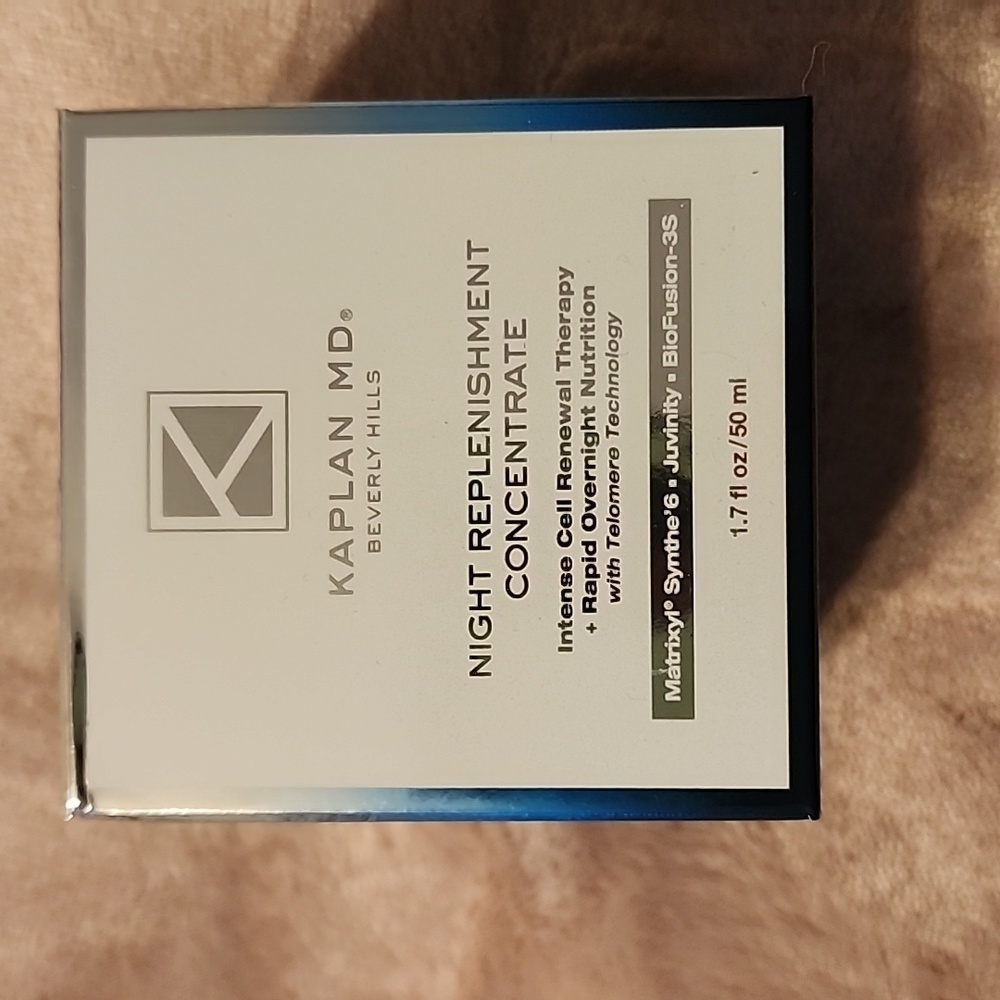 KAPLAN MD®
BEVERLY HILLS
NIGHT REPLENISHMENT
CONCENTRATE
Intense Cell Renewal Therapy
+ Rapid Overnight Nutrition
with Telomere Technology
Matrixyl® Synthe'6 ▪ Juvinity ▪ BioFusion-3S
1.7 fl oz/50 ml